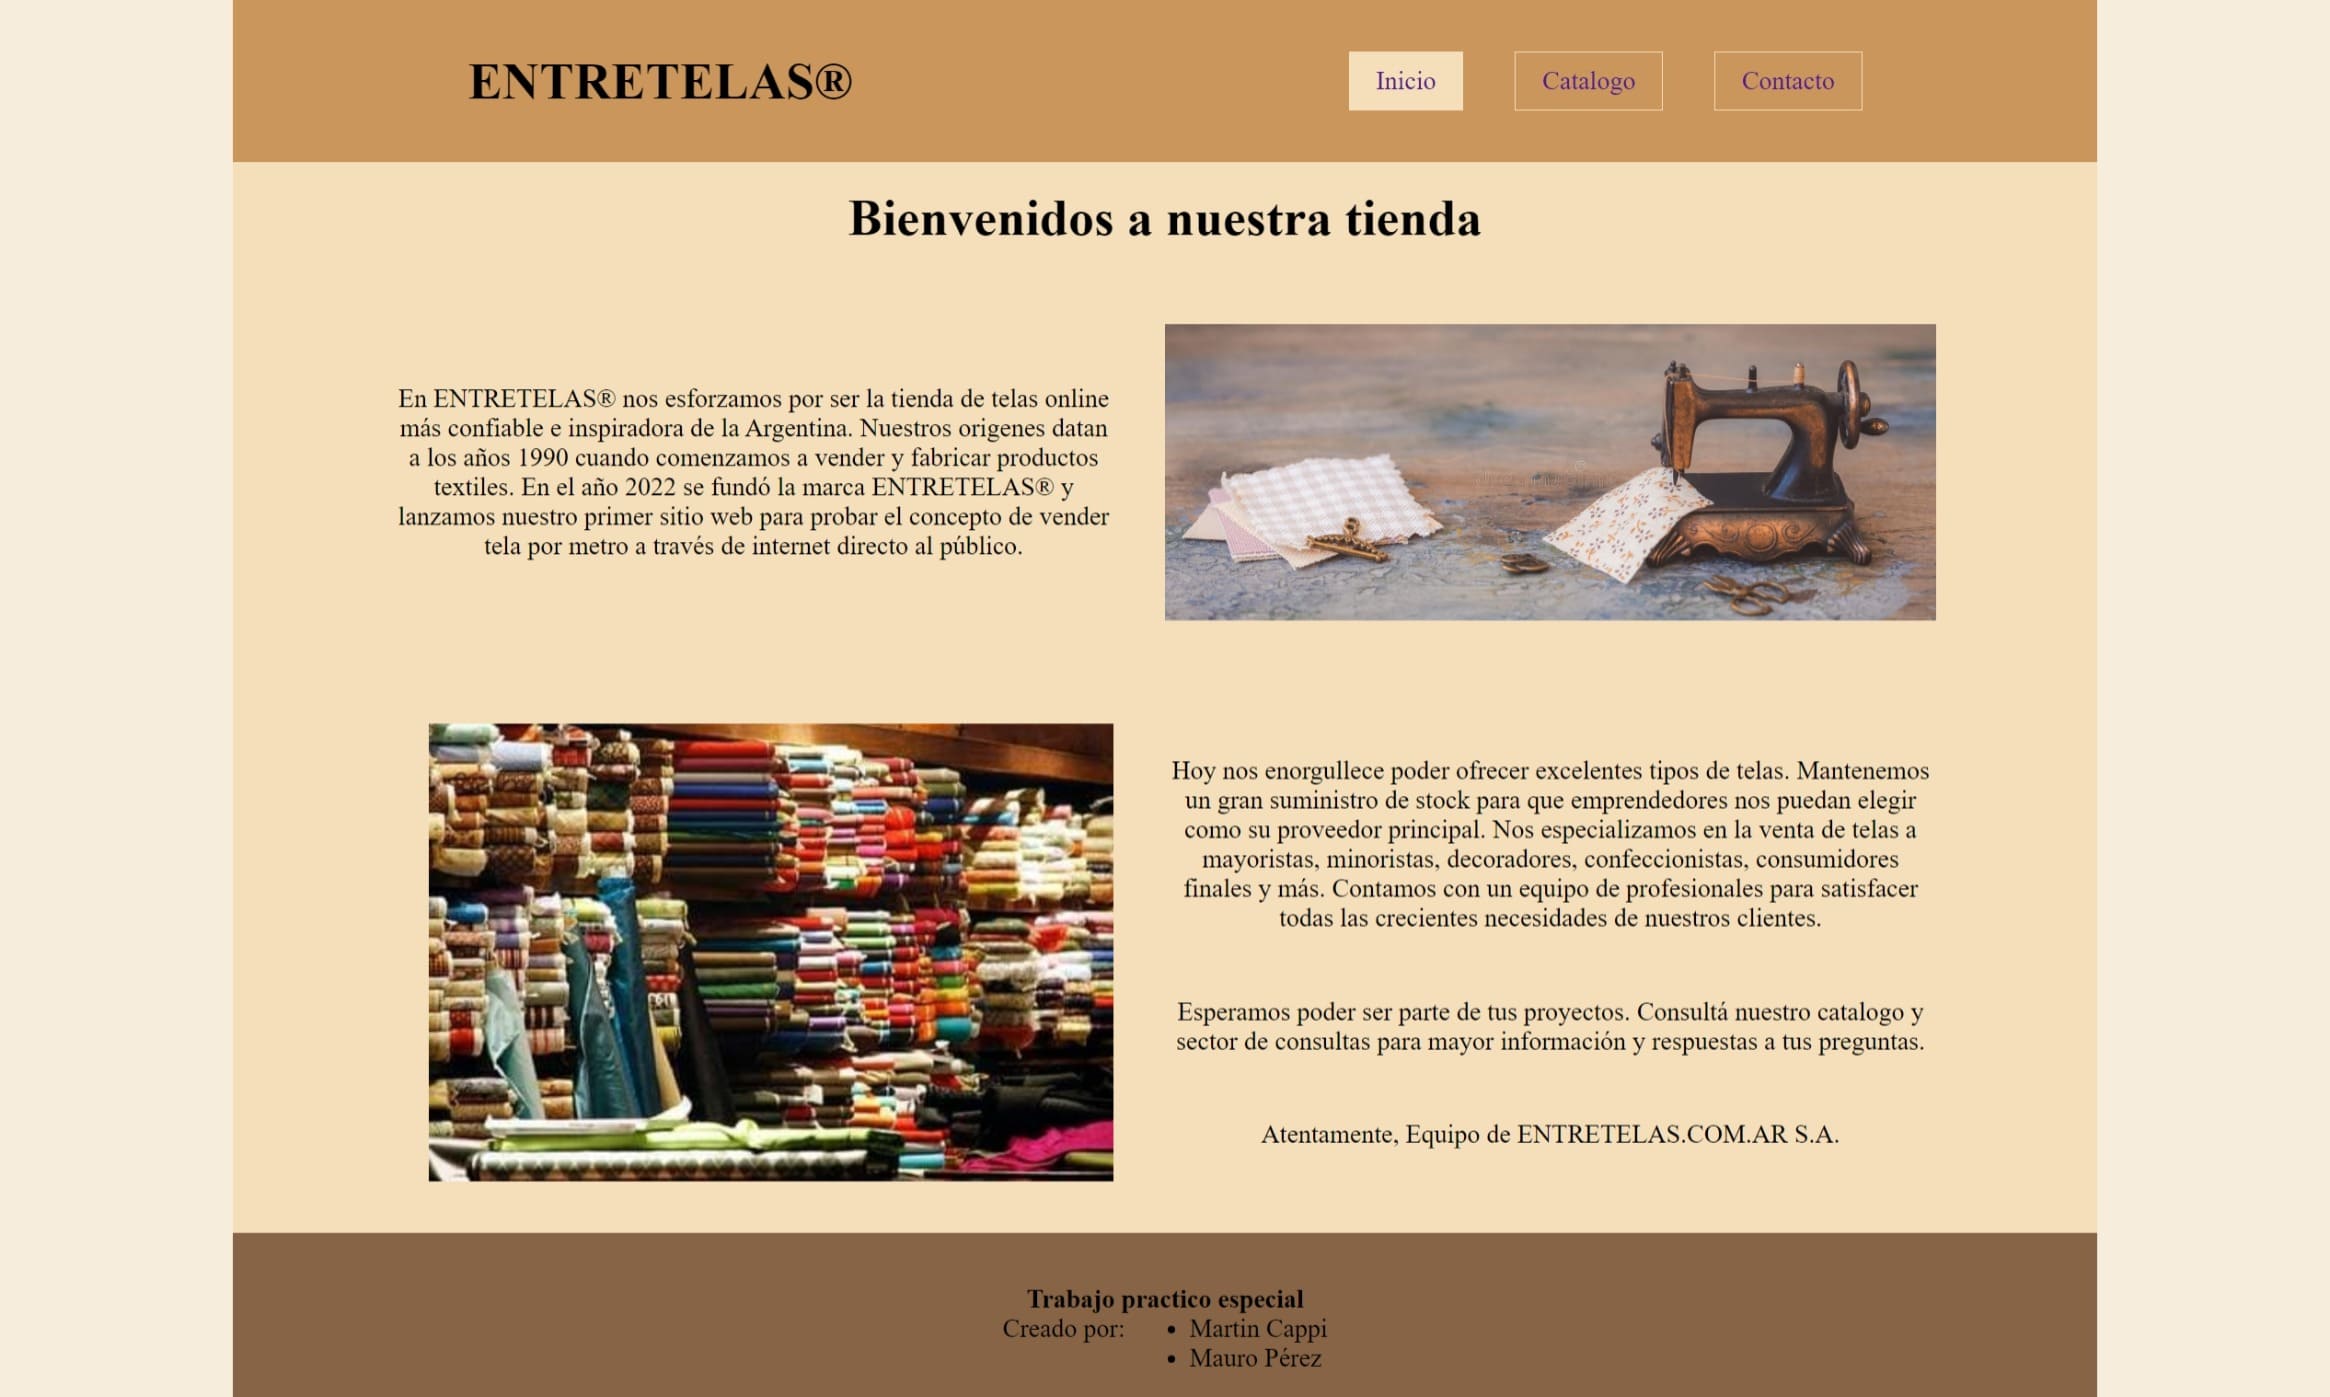 ENTRETELAS®
Inicio
Catalogo
Contacto
Bienvenidos a nuestra tienda
En ENTRETELAS® nos esforzamos por ser la tienda de telas online
más confiable e inspiradora de la Argentina. Nuestros origenes datan
a los años 1990 cuando comenzamos a vender y fabricar productos
textiles. En el año 2022 se fundó la marca ENTRETELAS® y
lanzamos nuestro primer sitio web para probar el concepto de vender
tela por metro a través de internet directo al público.
Hoy nos enorgullece poder ofrecer excelentes tipos de telas. Mantenemos
un gran suministro de stock para que emprendedores nos puedan elegir
como su proveedor principal. Nos especializamos en la venta de telas a
mayoristas, minoristas, decoradores, confeccionistas, consumidores
finales y más. Contamos con un equipo de profesionales para satisfacer
todas las crecientes necesidades de nuestros clientes.
Esperamos poder ser parte de tus proyectos. Consultá nuestro catalogo y
sector de consultas para mayor información y respuestas a tus preguntas.
Atentamente, Equipo de ENTRETELAS.COM.AR S.A.
Trabajo practico especial
Creado por:
• Martin Cappi
• Mauro Pérez